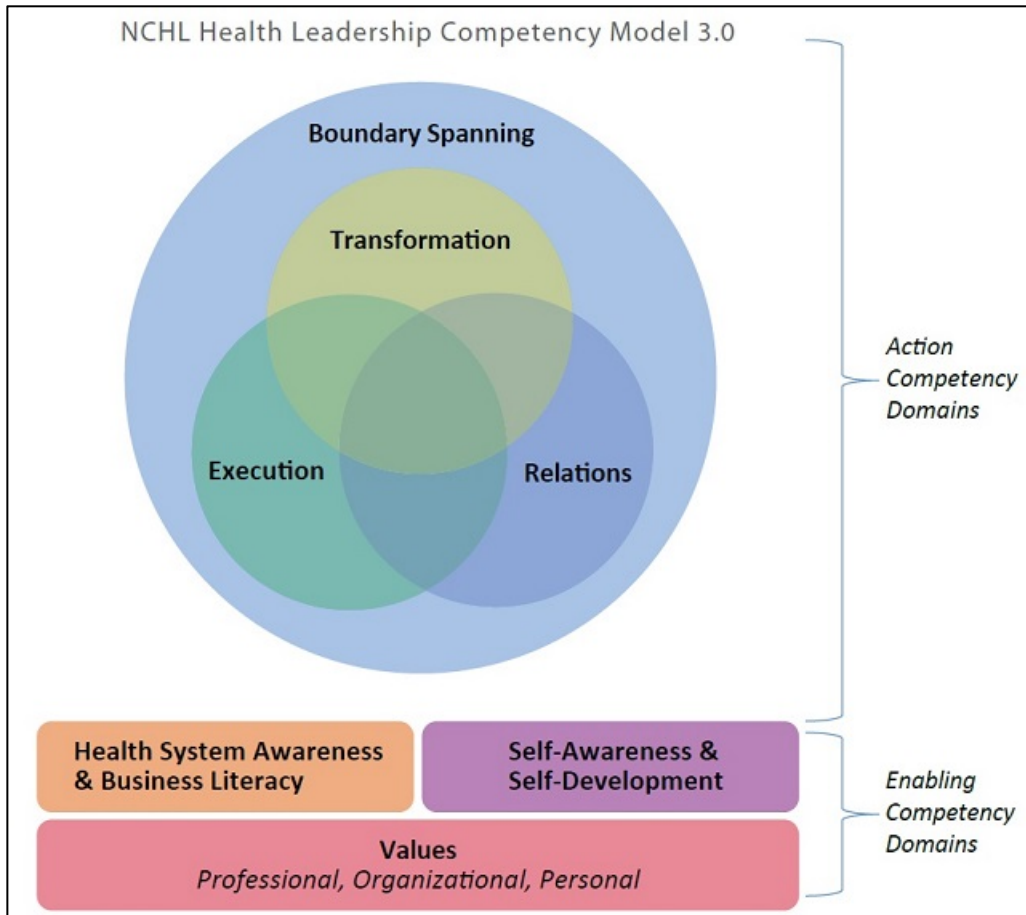 NCHL Health Leadership Competency Model 3.0
Boundary Spanning
Transformation
Execution
Relations
Action
Competency
Domains
Health System Awareness
& Business Literacy
Self-Awareness &
Self-Development
Values
Professional, Organizational, Personal
Enabling
Competency
Domains